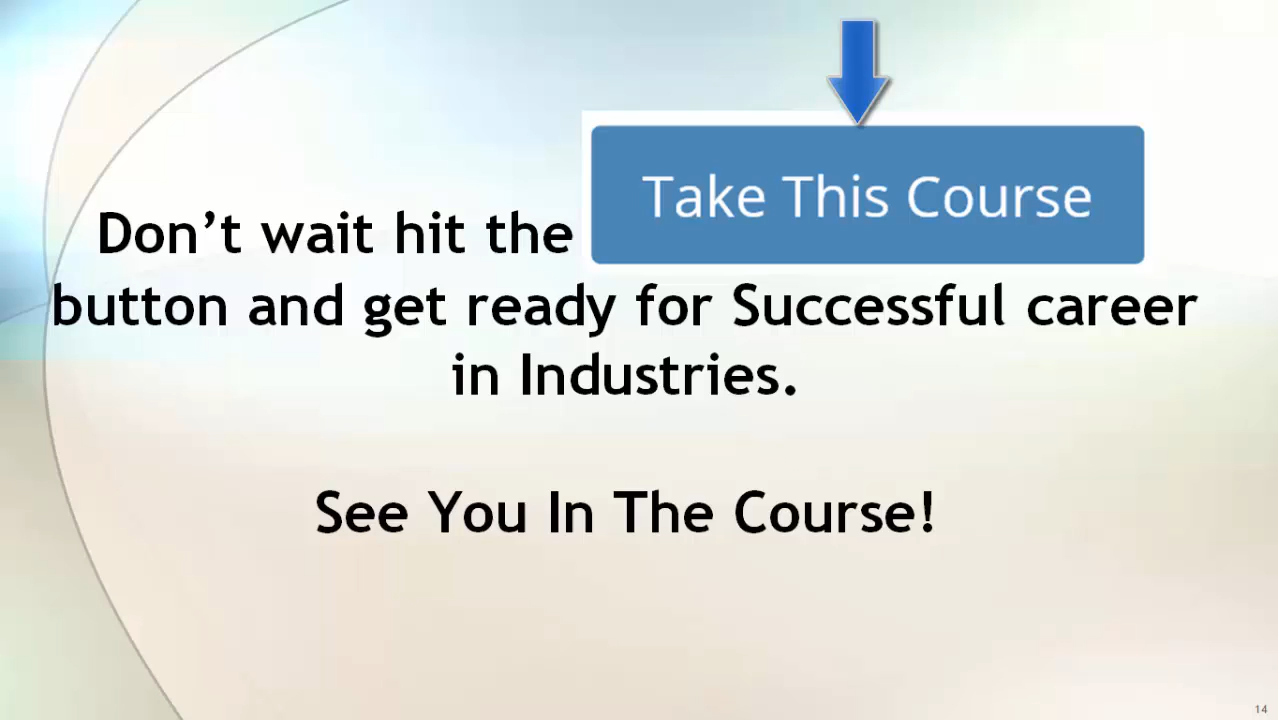 Take This Course
Don’t wait hit the
button and get ready for Successful career
in Industries.
See You In The Course!
14